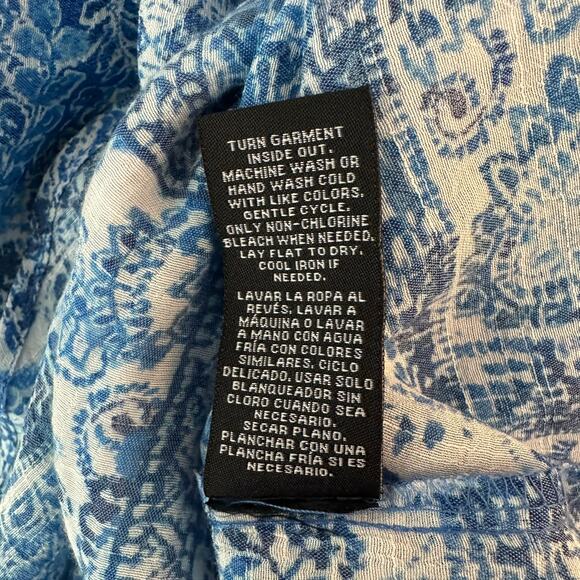 TURN GARMENT
INSIDE OUT.
MACHINE WASH OR
HAND WASH COLD
WITH LIKE COLORS.
GENTLE CYCLE.
ONLY NON-CHLORINE
BLEACH WHEN NEEDED.
LAY FLAT TO DRY.
COOL IRON IF
NEEDED.
LAVAR LA ROPA AL
REVÉS. LAVAR A
MÁQUINA O LAVAR
A MANO CON AGUA
FRÍA CON COLORES
SIMILARES. CICLO
DELICADO. USAR SOLO
BLANQUEADOR SIN
CLORO CUANDO SEA
NECESARIO.
SECAR PLANO.
PLANCHAR CON UNA
PLANCHA FRÍA SI ES
NECESARIO.